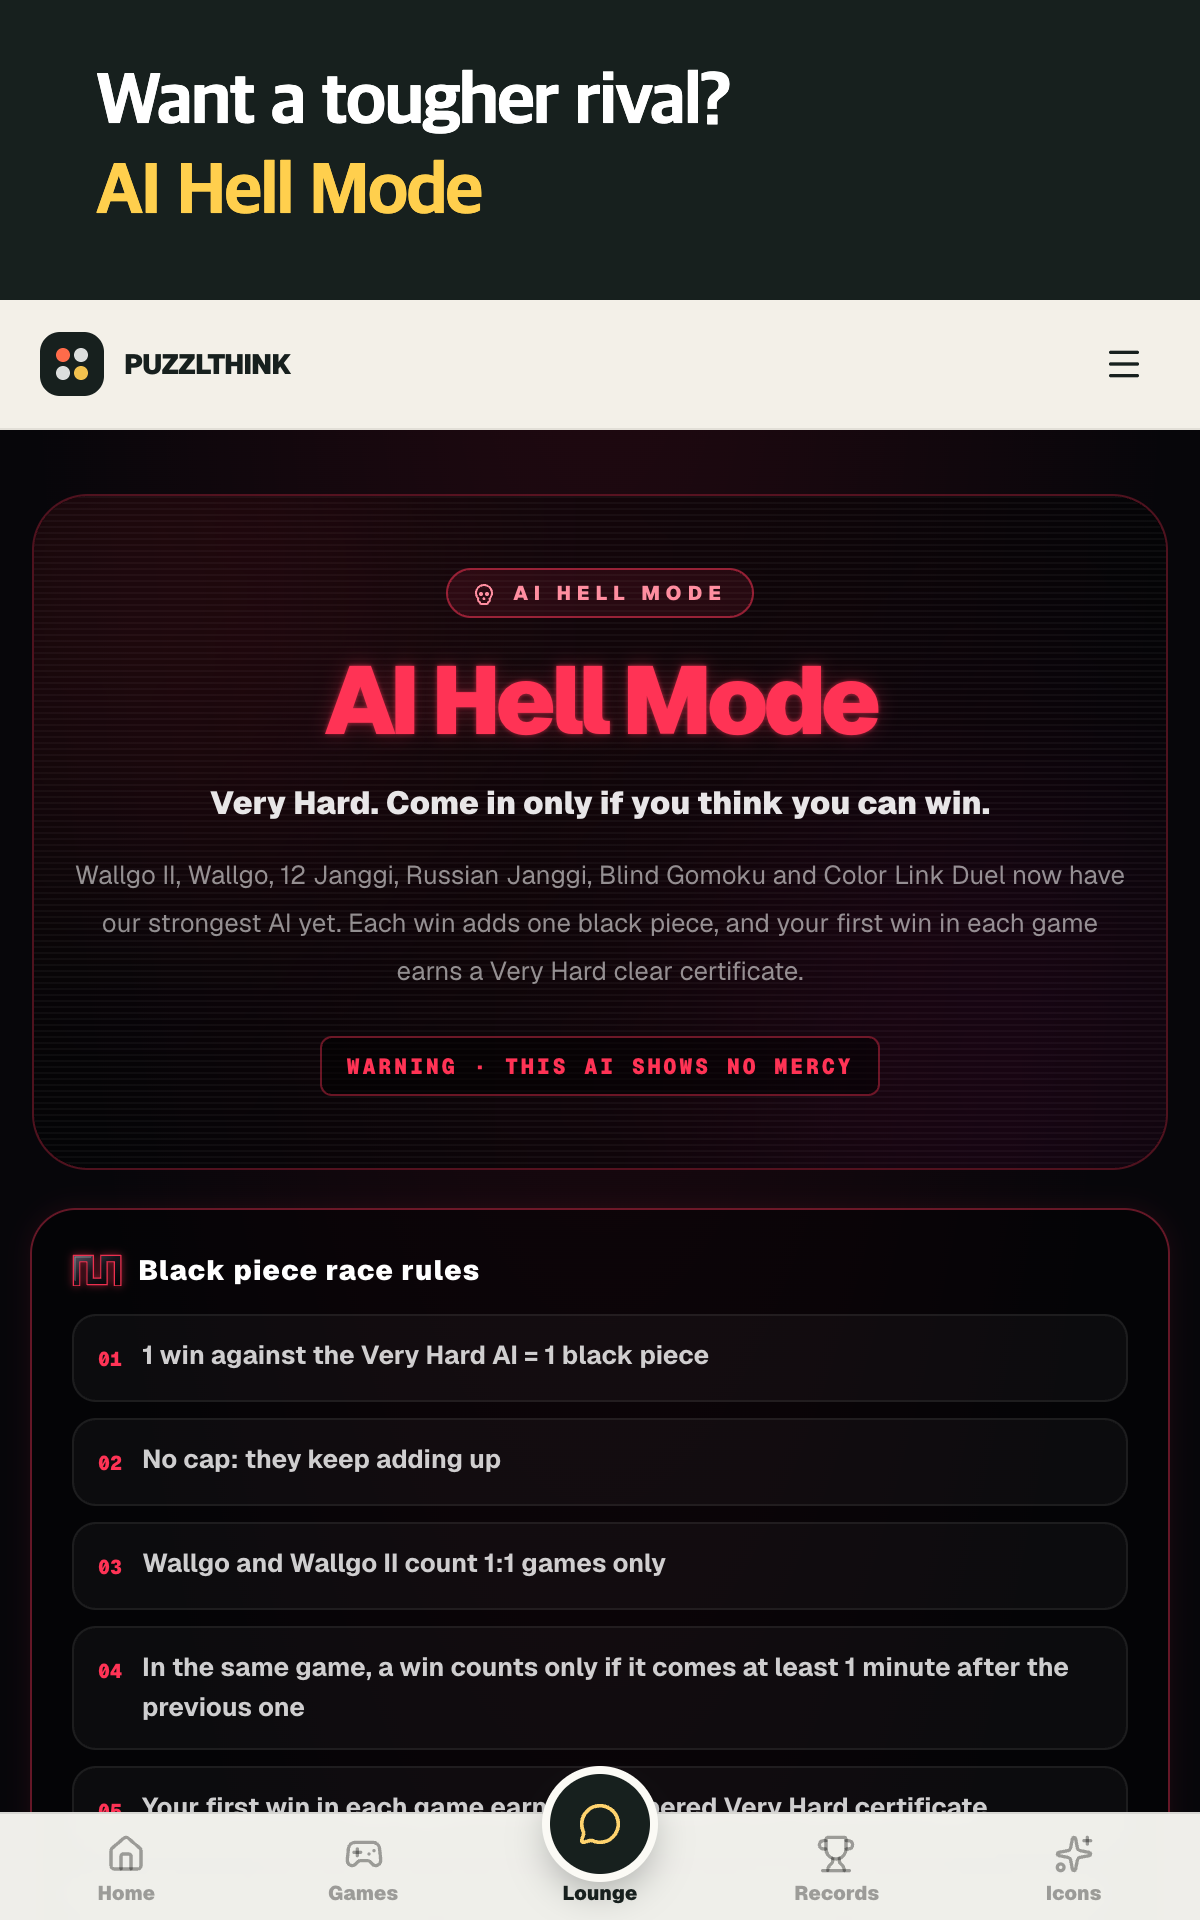 Want a tougher rival?
AI Hell Mode
PUZZLTHINK
AI HELL MODE
AI Hell Mode
Very Hard. Come in only if you think you can win.
Wallgo II, Wallgo, 12 Janggi, Russian Janggi, Blind Gomoku and Color Link Duel now have
our strongest AI yet. Each win adds one black piece, and your first win in each game
earns a Very Hard clear certificate.
WARNING · THIS AI SHOWS NO MERCY
Black piece race rules
01 1 win against the Very Hard AI = 1 black piece
02 No cap: they keep adding up
03 Wallgo and Wallgo II count 1:1 games only
04 In the same game, a win counts only if it comes at least 1 minute after the
previous one
05 Your first win in each game Very Hard certificate
Home
Games
Lounge
Records
Icons